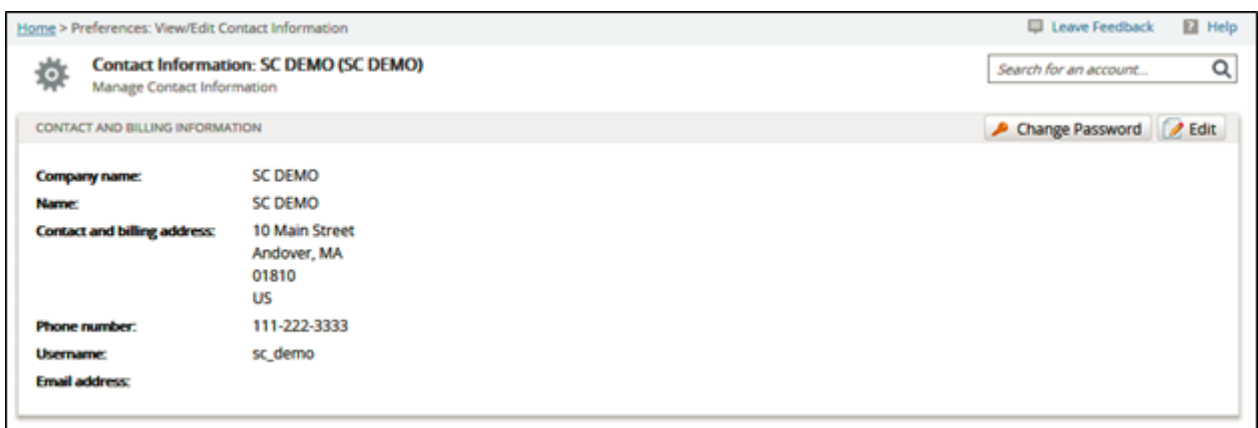 Home > Preferences: View/Edit Contact Information Leave Feedback Help
Contact Information: SC DEMO (SC DEMO)
Manage Contact Information
Search for an account...
CONTACT AND BILLING INFORMATION Change Password Edit
Company name: SC DEMO
Name: SC DEMO
Contact and billing address: 10 Main Street
Andover, MA
01810
US
Phone number: 111-222-3333
Username: sc_demo
Email address: